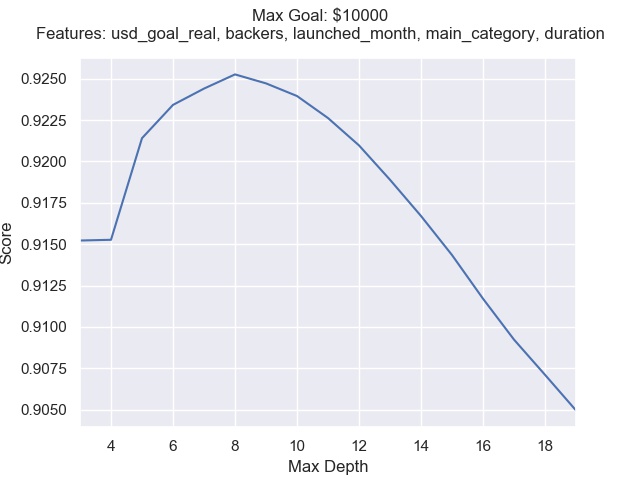 Max Goal: $10000
Features: usd_goal_real, backers, launched_month, main_category, duration
0.9250
0.9225
0.9200
0.9175
0.9150
0.9125
0.9100
0.9075
0.9050
Score
4 6 8 10 12 14 16 18
Max Depth